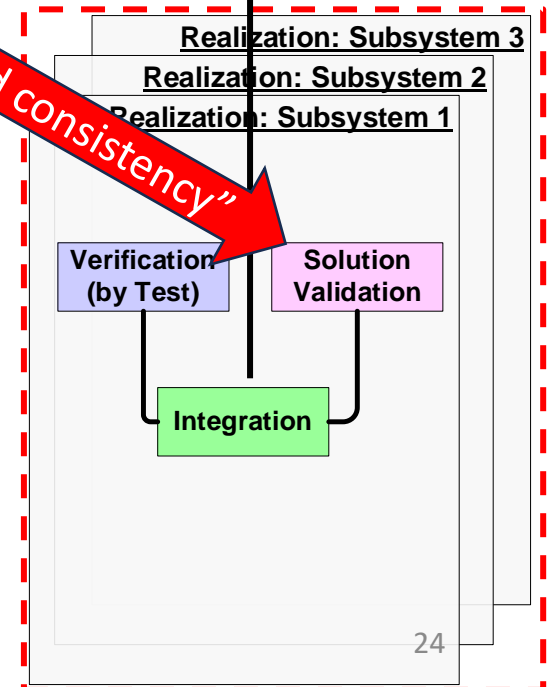 Realization: Subsystem 3
Realization: Subsystem 2
Realization: Subsystem 1
consistency”
Verification
(by Test)
Solution
Validation
Integration
24